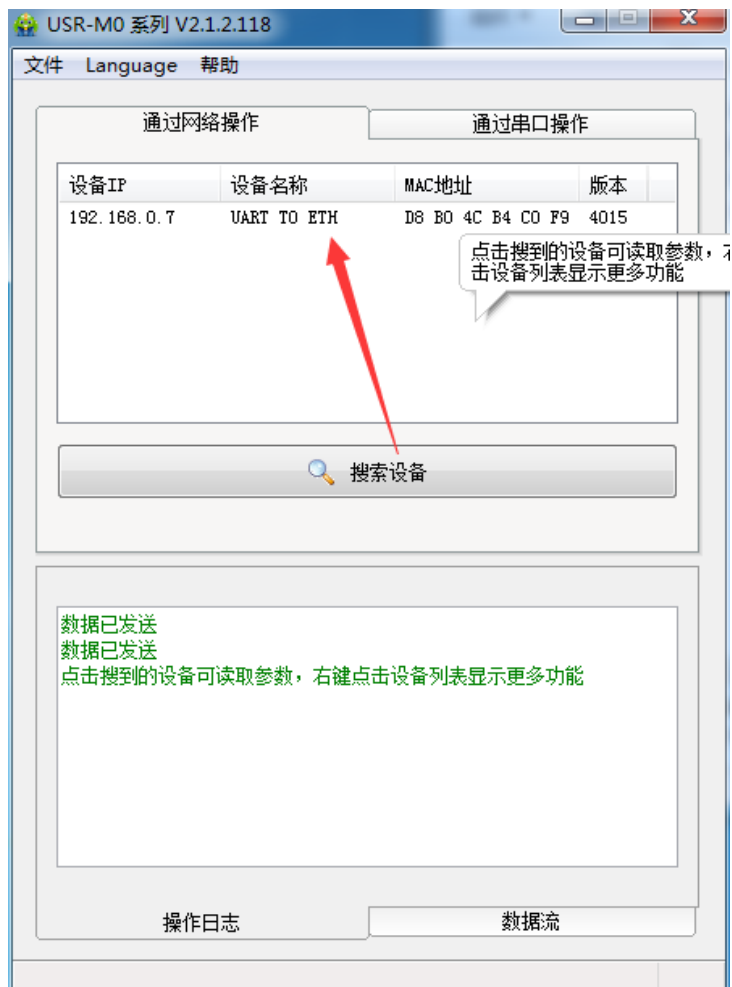 USR-M0 系列 V2.1.2.118
文件 Language 帮助
通过网络操作 通过串口操作
设备IP 设备名称 MAC地址 版本
192.168.0.7 UART TO ETH D8 B0 4C B4 C0 F9 4015
点击搜到的设备可读取参数，右
击设备列表显示更多功能
搜索设备
数据已发送
数据已发送
点击搜到的设备可读取参数，右键点击设备列表显示更多功能
操作日志 数据流